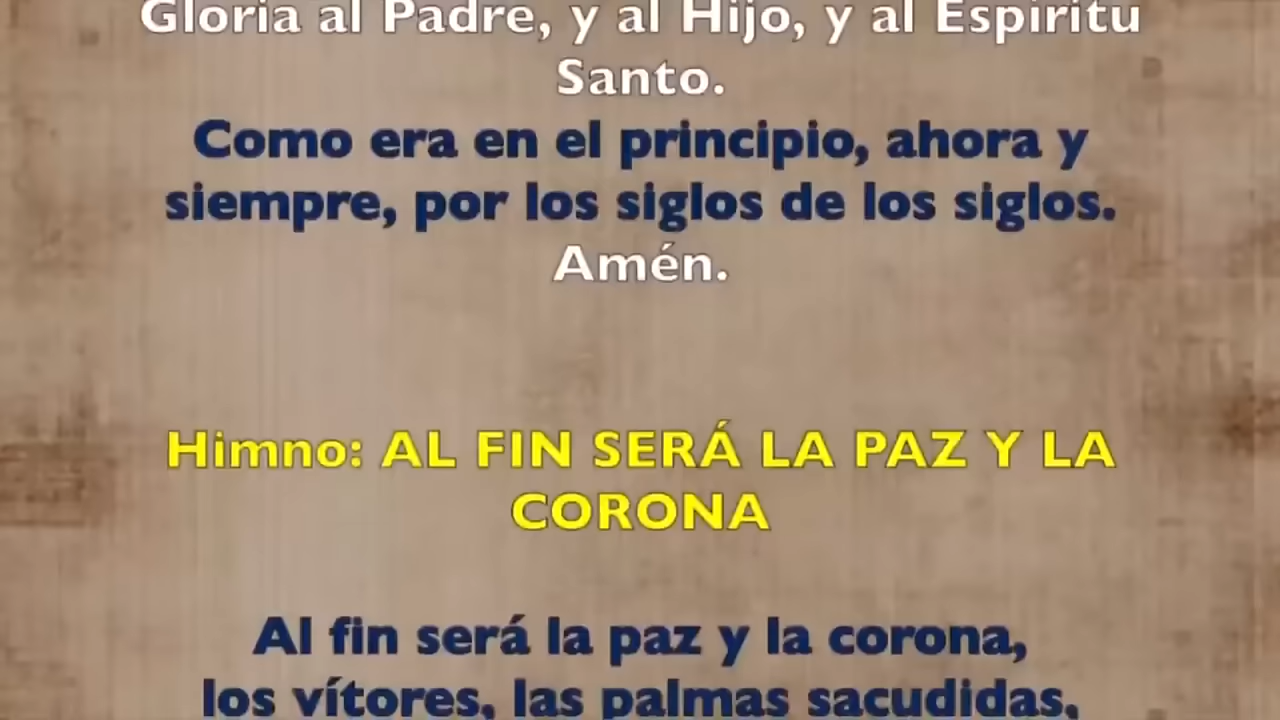 Gloria al Padre, y al Hijo, y al Espíritu
Santo.
Como era en el principio, ahora y
siempre, por los siglos de los siglos.
Amén.
Himno: AL FIN SERÁ LA PAZ Y LA
CORONA
Al fin será la paz y la corona,
los vítores, las palmas sacudidas,